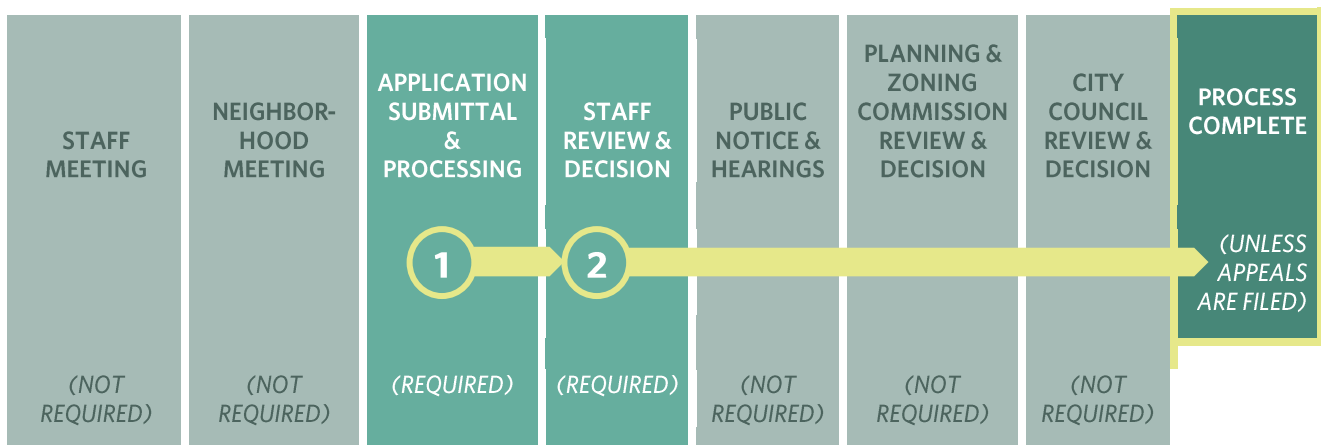 STAFF
MEETING
(NOT
REQUIRED)
NEIGHBOR-
HOOD
MEETING
(NOT
REQUIRED)
APPLICATION
SUBMITTAL
&
PROCESSING
1
(REQUIRED)
STAFF
REVIEW &
DECISION
2
(REQUIRED)
PUBLIC
NOTICE &
HEARINGS
(NOT
REQUIRED)
PLANNING &
ZONING
COMMISSION
REVIEW &
DECISION
(NOT
REQUIRED)
CITY
COUNCIL
REVIEW &
DECISION
(NOT
REQUIRED)
PROCESS
COMPLETE
(UNLESS
APPEALS
ARE FILED)